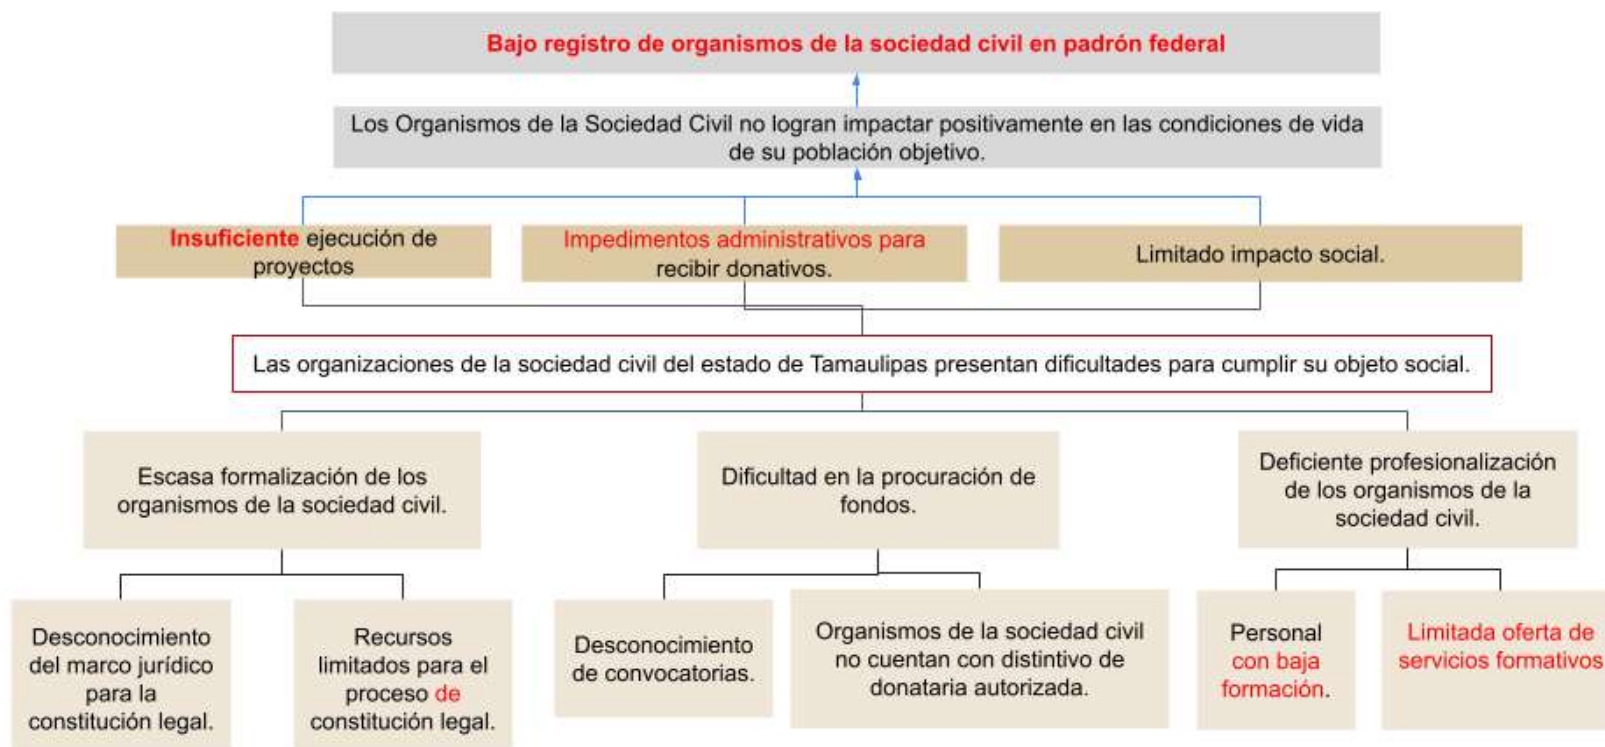 Bajo registro de organismos de la sociedad civil en padrón federal
Los Organismos de la Sociedad Civil no logran impactar positivamente en las condiciones de vida
de su población objetivo.
Insuficiente ejecución de
proyectos
Impedimentos administrativos para
recibir donativos.
Limitado impacto social.
Las organizaciones de la sociedad civil del estado de Tamaulipas presentan dificultades para cumplir su objeto social.
Escasa formalización de los
organismos de la sociedad civil.
Dificultad en la procuración de
fondos.
Deficiente profesionalización
de los organismos de la
sociedad civil.
Desconocimiento
del marco jurídico
para la
constitución legal.
Recursos
limitados para el
proceso de
constitución legal.
Desconocimiento
de convocatorias.
Organismos de la sociedad civil
no cuentan con distintivo de
donataria autorizada.
Personal
con baja
formación.
Limitada oferta de
servicios formativos